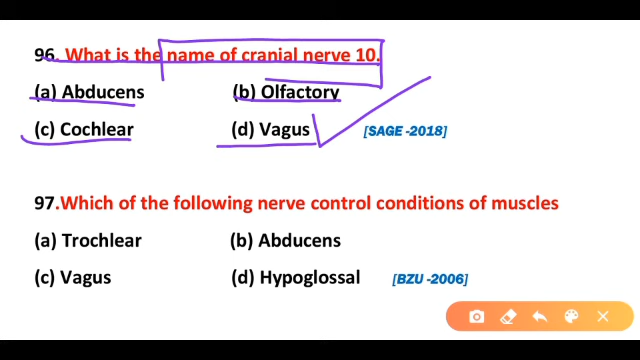 96. What is the name of cranial nerve 10.
(a) Abducens (b) Olfactory
(c) Cochlear (d) Vagus [SAGE -2018]
97.Which of the following nerve control conditions of muscles
(a) Trochlear (b) Abducens
(c) Vagus (d) Hypoglossal [BZU -2006]